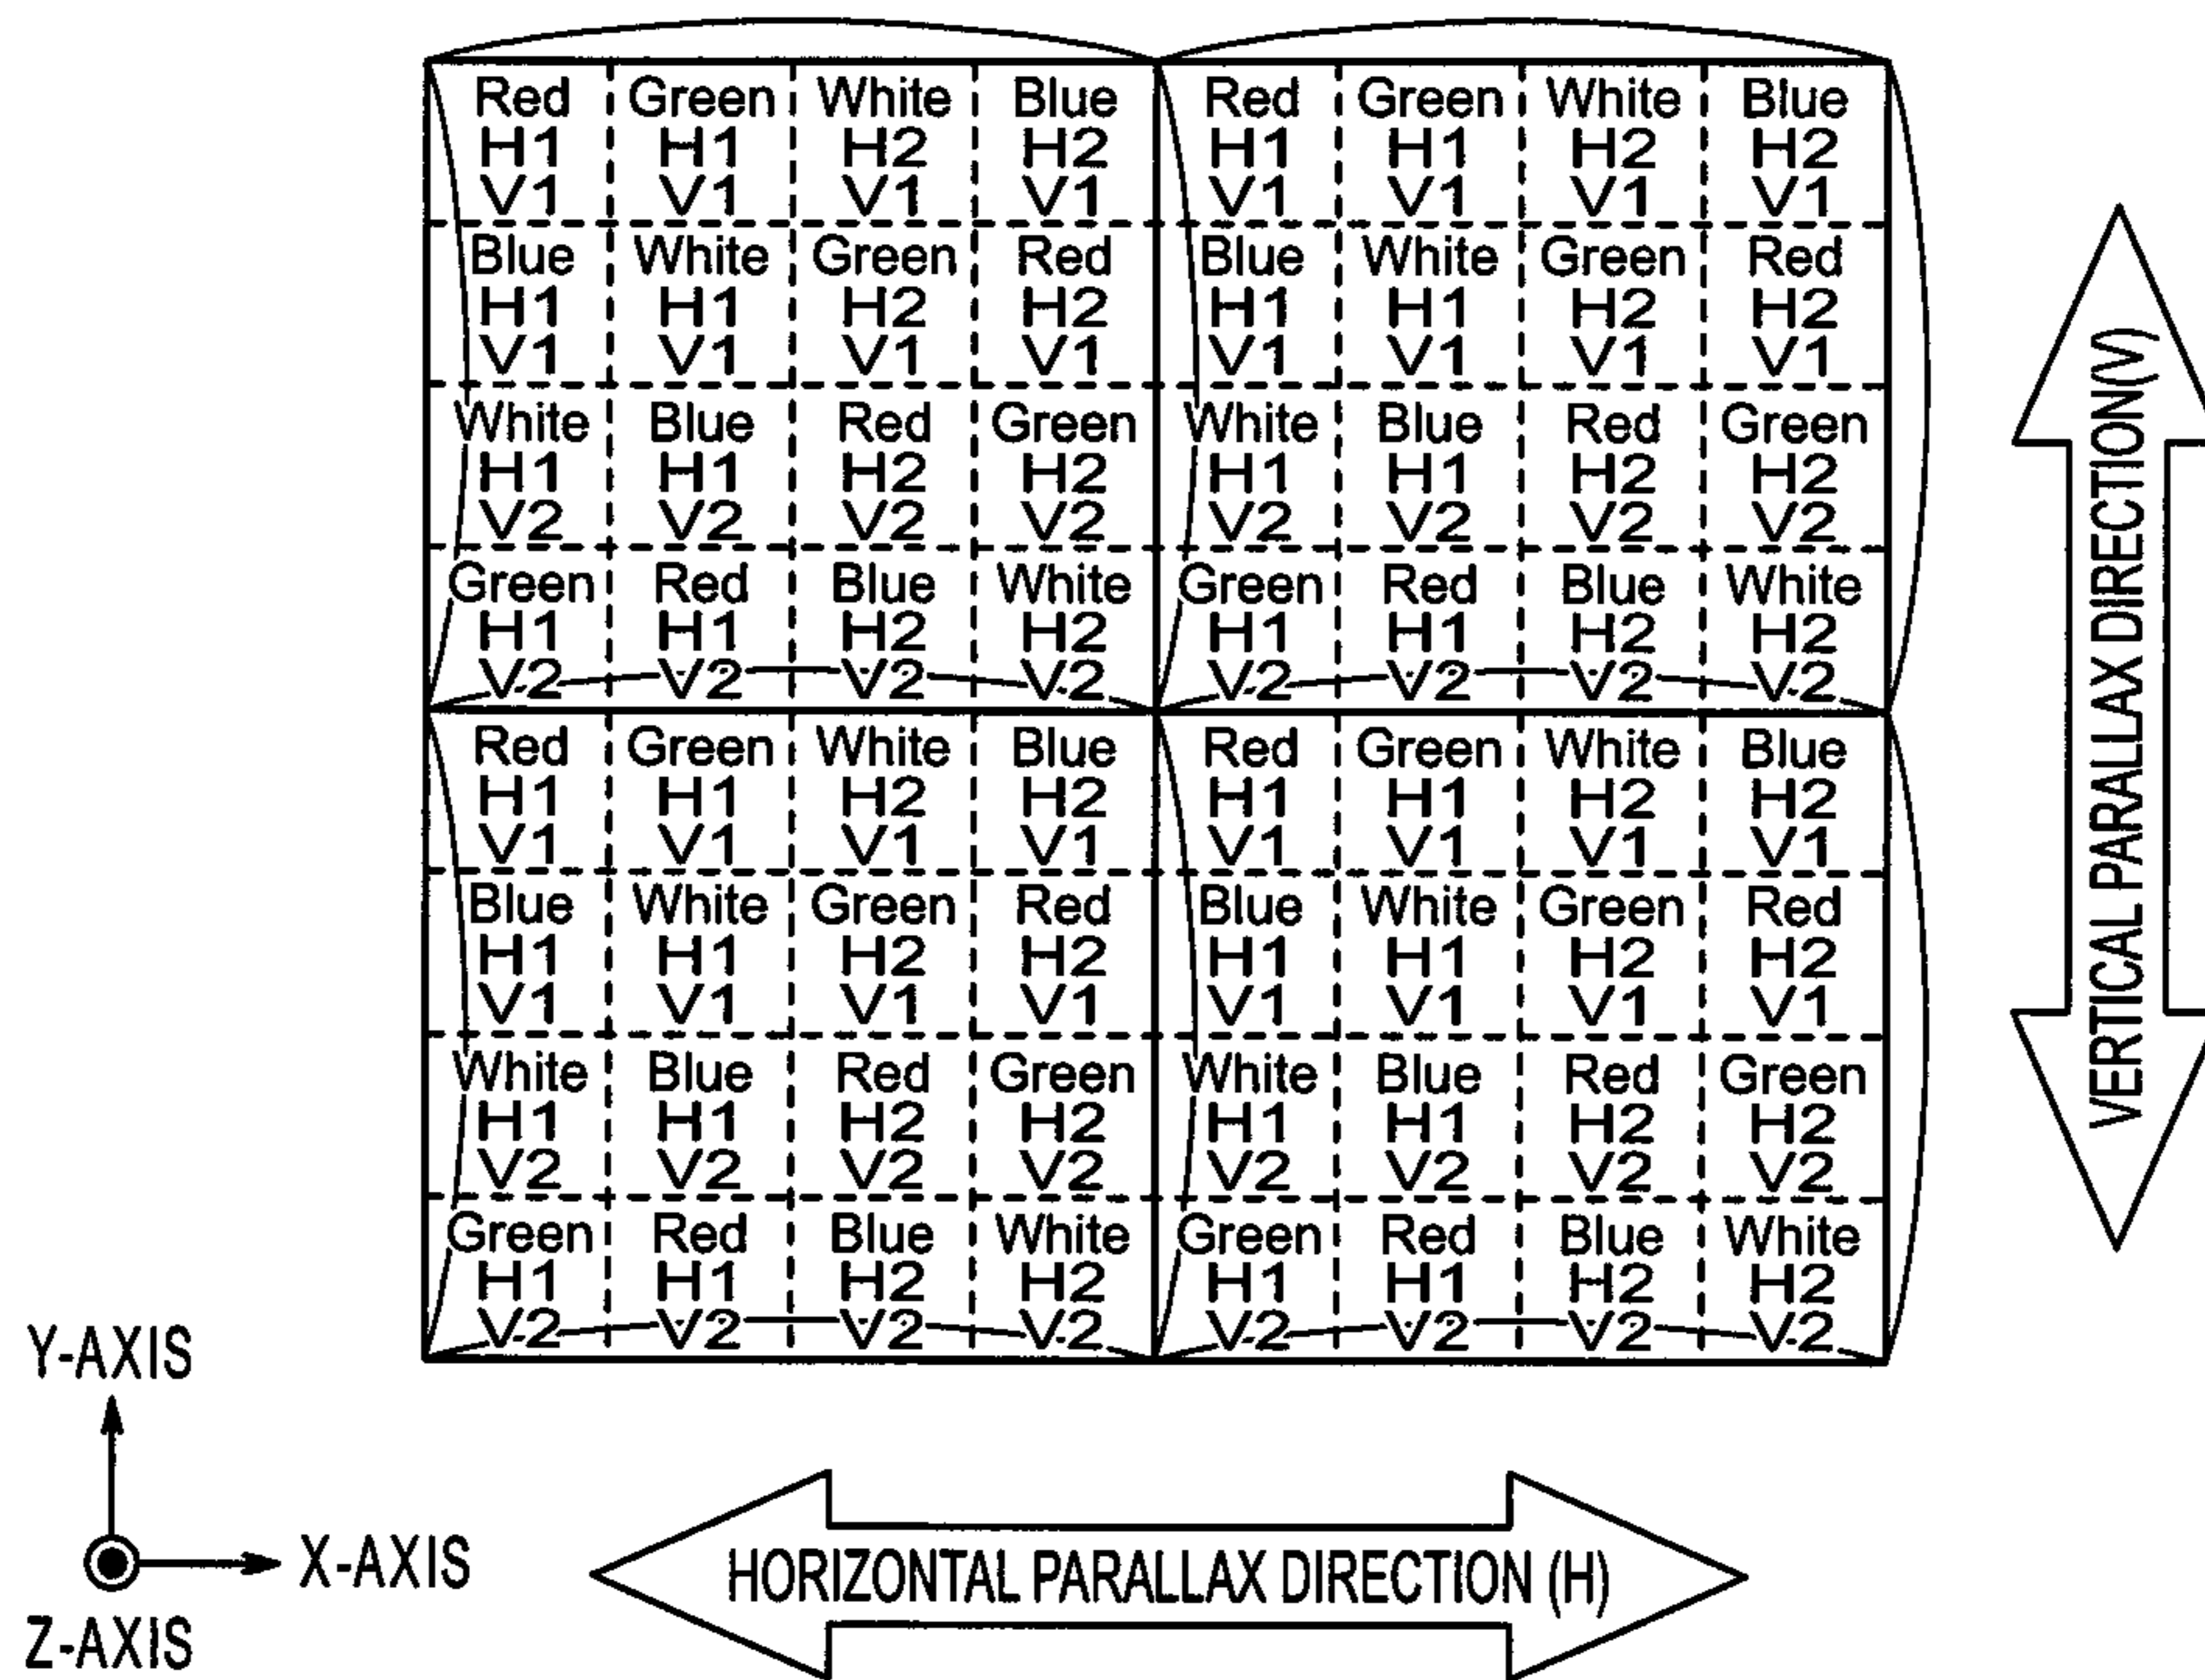 Red Green White Blue Red Green White Blue
H1 H1 H2 H2 H1 H1 H2 H2
V1 V1 V1 V1 V1 V1 V1 V1
Blue White Green Red Blue White Green Red
H1 H1 H2 H2 H1 H1 H2 H2
V1 V1 V1 V1 V1 V1 V1 V1
White Blue Red Green White Blue Red Green
H1 H1 H2 H2 H1 H1 H2 H2
V2 V2 V2 V2 V2 V2 V2 V2
Green Red Blue White Green Red Blue White
H1 H1 H2 H2 H1 H1 H2 H2
V2 V2 V2 V2 V2 V2 V2 V2
Red Green White Blue Red Green White Blue
H1 H1 H2 H2 H1 H1 H2 H2
V1 V1 V1 V1 V1 V1 V1 V1
Blue White Green Red Blue White Green Red
H1 H1 H2 H2 H1 H1 H2 H2
V1 V1 V1 V1 V1 V1 V1 V1
White Blue Red Green White Blue Red Green
H1 H1 H2 H2 H1 H1 H2 H2
V2 V2 V2 V2 V2 V2 V2 V2
Green Red Blue White Green Red Blue White
H1 H1 H2 H2 H1 H1 H2 H2
V2 V2 V2 V2 V2 V2 V2 V2
VERTICAL PARALLAX DIRECTION(V)
Y-AXIS
X-AXIS
Z-AXIS
HORIZONTAL PARALLAX DIRECTION (H)